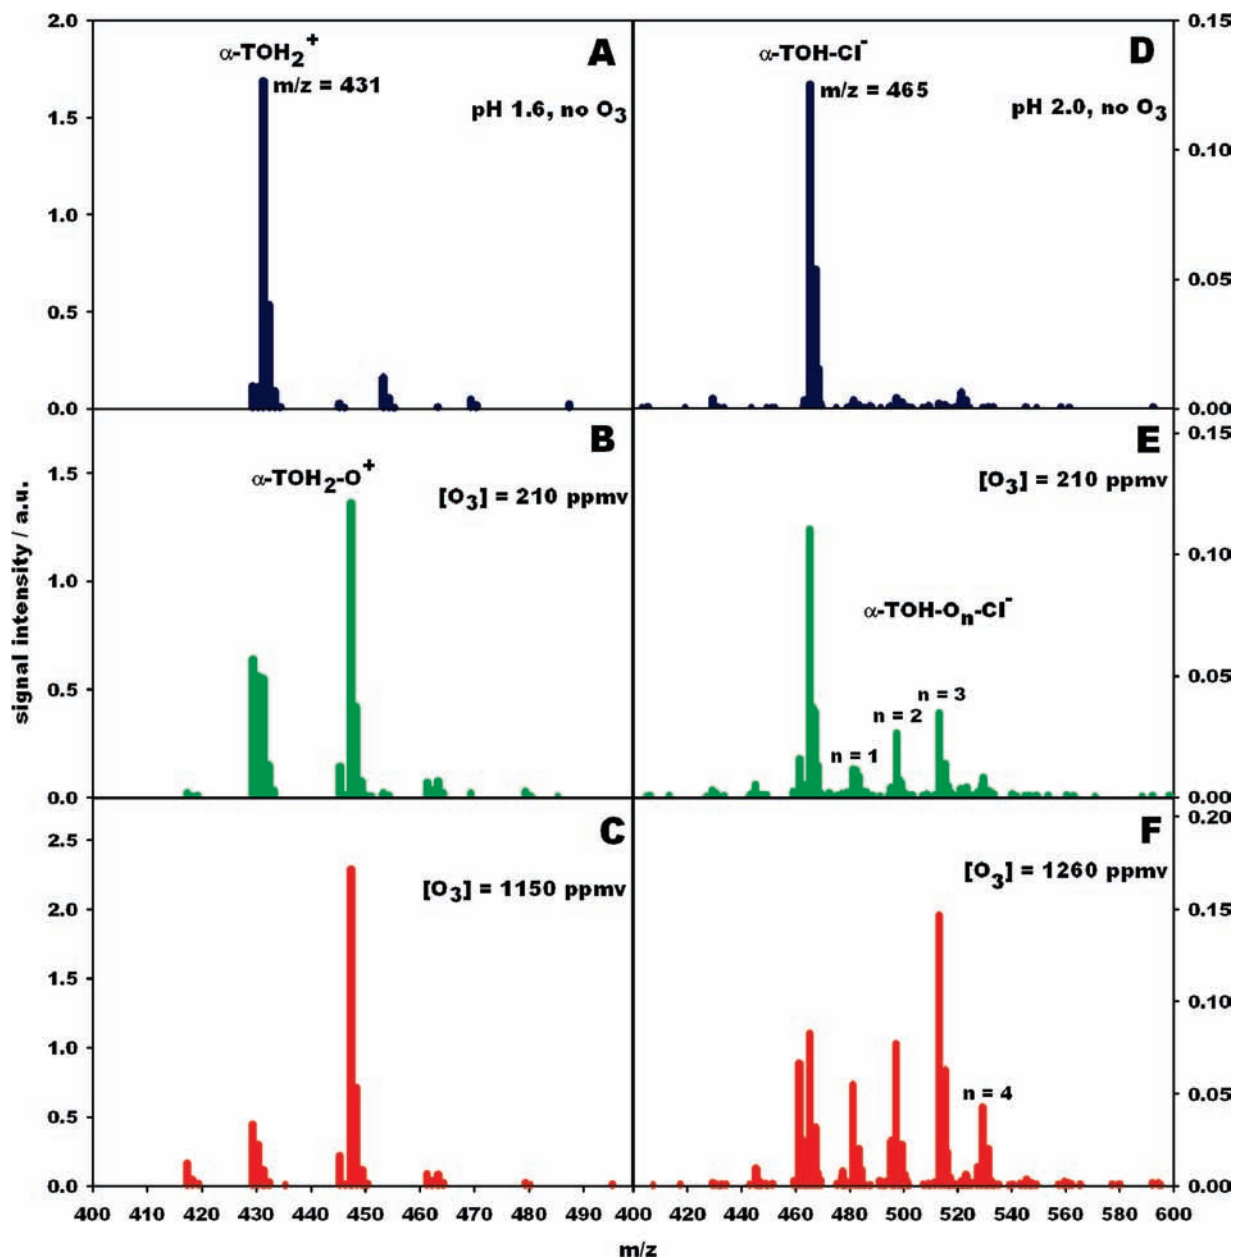 signal intensity / a.u.
2.0
1.5
1.0
0.5
0.0
α-TOH₂⁺
m/z = 431
A
pH 1.6, no O₃
α-TOH-Cl⁻
m/z = 465
D
pH 2.0, no O₃
0.15
0.10
0.05
0.00
1.5
1.0
0.5
0.0
α-TOH₂-O⁺
B
[O₃] = 210 ppmv
E
[O₃] = 210 ppmv
α-TOH-Oₙ-Cl⁻
n = 1
n = 2
n = 3
0.15
0.10
0.05
0.00
2.5
2.0
1.5
1.0
0.5
0.0
C
[O₃] = 1150 ppmv
F
[O₃] = 1260 ppmv
n = 4
0.20
0.15
0.10
0.05
0.00
400 410 420 430 440 450 460 470 480 490 400 420 440 460 480 500 520 540 560 580 600
m/z